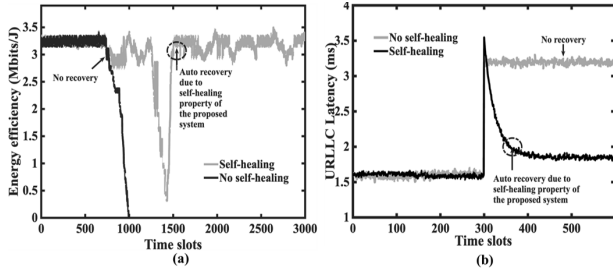 3.5
3
2.5
2
1.5
1
0.5
0
Energy efficiency (Mbits/J)
No recovery
Auto recovery
due to
self-healing
property of
the proposed
system
Self-healing
No self-healing
0 500 1000 1500 2000 2500 3000
Time slots
(a)
4
3.5
3
2.5
2
1.5
1
URLLC Latency (ms)
No self-healing
Self-healing
No recovery
Auto recovery due to
self-healing property of
the proposed system
0 100 200 300 400 500
Time slots
(b)